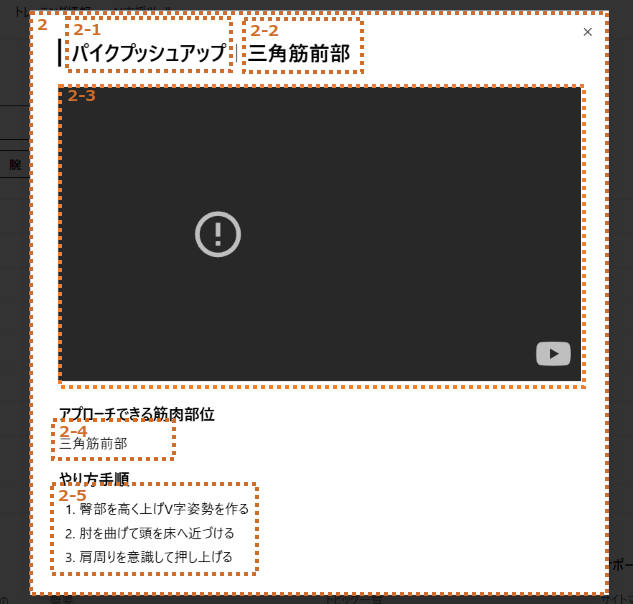 2
2-1
2-2
×
パイクプッシュアップ | 三角筋前部
2-3
腕
アプローチできる筋肉部位
2-4
三角筋前部
やり方手順
2-5
1. 臀部を高く上げV字姿勢を作る
2. 肘を曲げて頭を床へ近づける
3. 肩周りを意識して押し上げる